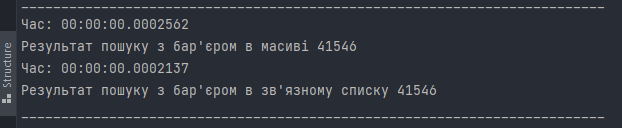 Час: 00:00:00.0002562
Результат пошуку з бар'єром в масиві 41546
Час: 00:00:00.0002137
Результат пошуку з бар'єром в зв'язному списку 41546
Structure